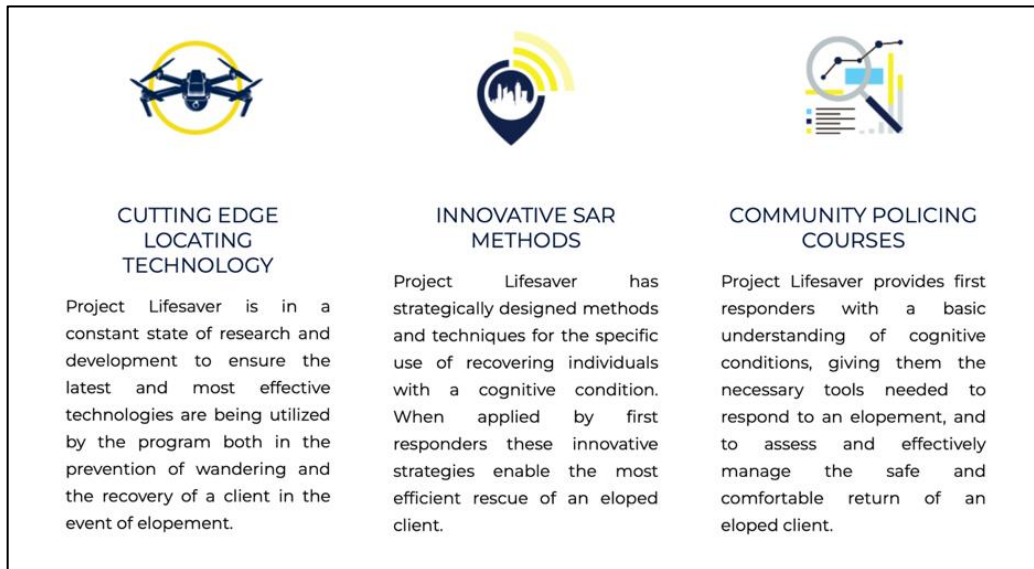 CUTTING EDGE
LOCATING
TECHNOLOGY
Project Lifesaver is in a
constant state of research and
development to ensure the
latest and most effective
technologies are being utilized
by the program both in the
prevention of wandering and
the recovery of a client in the
event of elopement.
INNOVATIVE SAR
METHODS
Project Lifesaver has
strategically designed methods
and techniques for the specific
use of recovering individuals
with a cognitive condition.
When applied by first
responders these innovative
strategies enable the most
efficient rescue of an eloped
client.
COMMUNITY POLICING
COURSES
Project Lifesaver provides first
responders with a basic
understanding of cognitive
conditions, giving them the
necessary tools needed to
respond to an elopement, and
to assess and effectively
manage the safe and
comfortable return of an
eloped client.